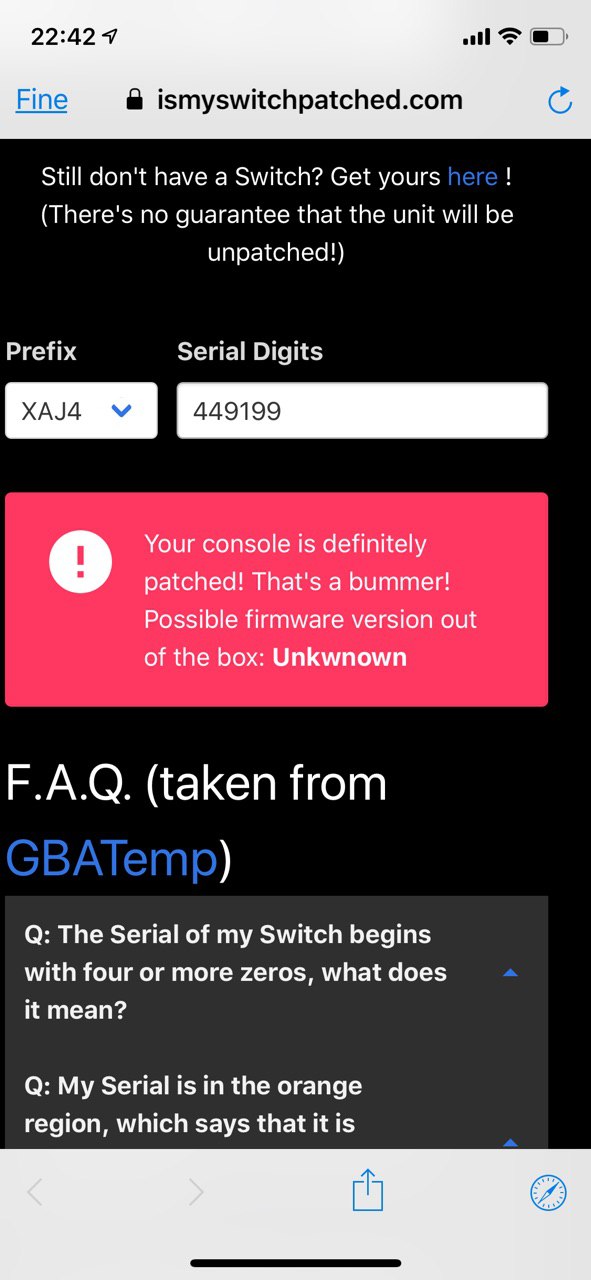 22:42
Fine
ismyswitchpatched.com
Still don't have a Switch? Get yours here !
(There's no guarantee that the unit will be
unpatched!)
Prefix
Serial Digits
XAJ4
449199
!
Your console is definitely
patched! That's a bummer!
Possible firmware version out
of the box: Unkwnown
F.A.Q. (taken from
GBATemp)
Q: The Serial of my Switch begins
with four or more zeros, what does
it mean?
Q: My Serial is in the orange
region, which says that it is